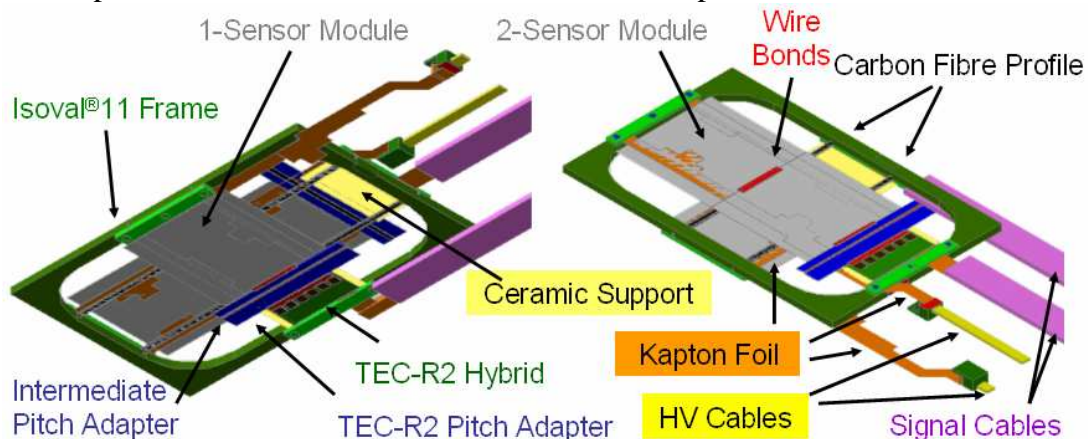 1-Sensor Module
2-Sensor Module
Wire
Bonds
Carbon Fibre Profile
Isoval®11 Frame
Ceramic Support
Kapton Foil
Intermediate
Pitch Adapter
TEC-R2 Hybrid
TEC-R2 Pitch Adapter
HV Cables
Signal Cables